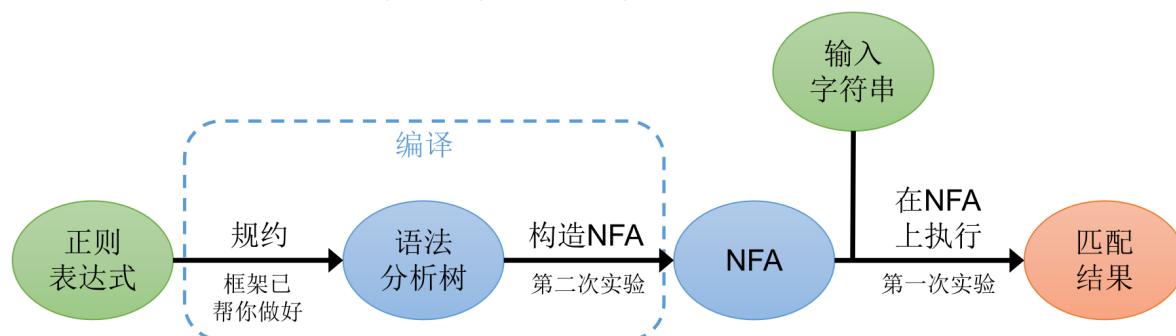 输入
字符串
编译
正则
表达式
规约
框架已
帮你做好
语法
分析树
构造NFA
第二次实验
NFA
在NFA
上执行
第一次实验
匹配
结果